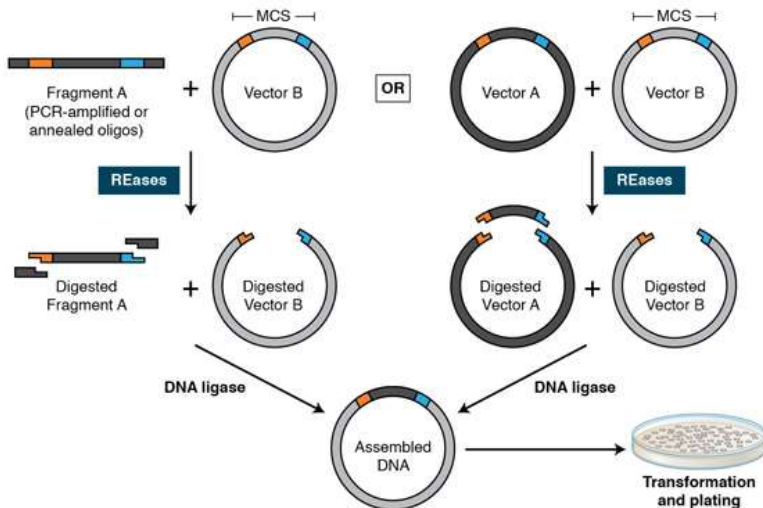 MCS
MCS
Fragment A
(PCR-amplified or
annealed oligos)
+
Vector B
OR
Vector A
+
Vector B
REases
REases
Digested
Fragment A
+
Digested
Vector B
Digested
Vector A
+
Digested
Vector B
DNA ligase
DNA ligase
Assembled
DNA
Transformation
and plating